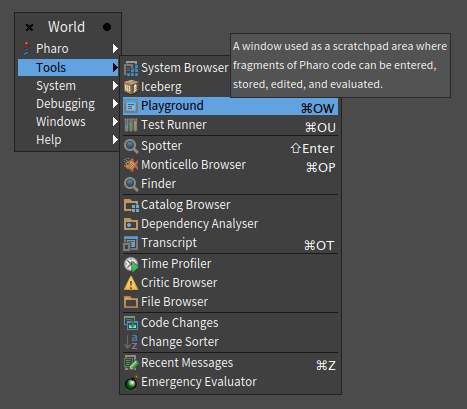 World
Pharo
Tools
System
Debugging
Windows
Help
System Browser
Iceberg
Playground ⌘OW
Test Runner ⌘OU
Spotter ⇧Enter
Monticello Browser ⌘OP
Finder
Catalog Browser
Dependency Analyser
Transcript ⌘OT
Time Profiler
Critic Browser
File Browser
Code Changes
Change Sorter
Recent Messages ⌘Z
Emergency Evaluator
A window used as a scratchpad area where
fragments of Pharo code can be entered,
stored, edited, and evaluated.